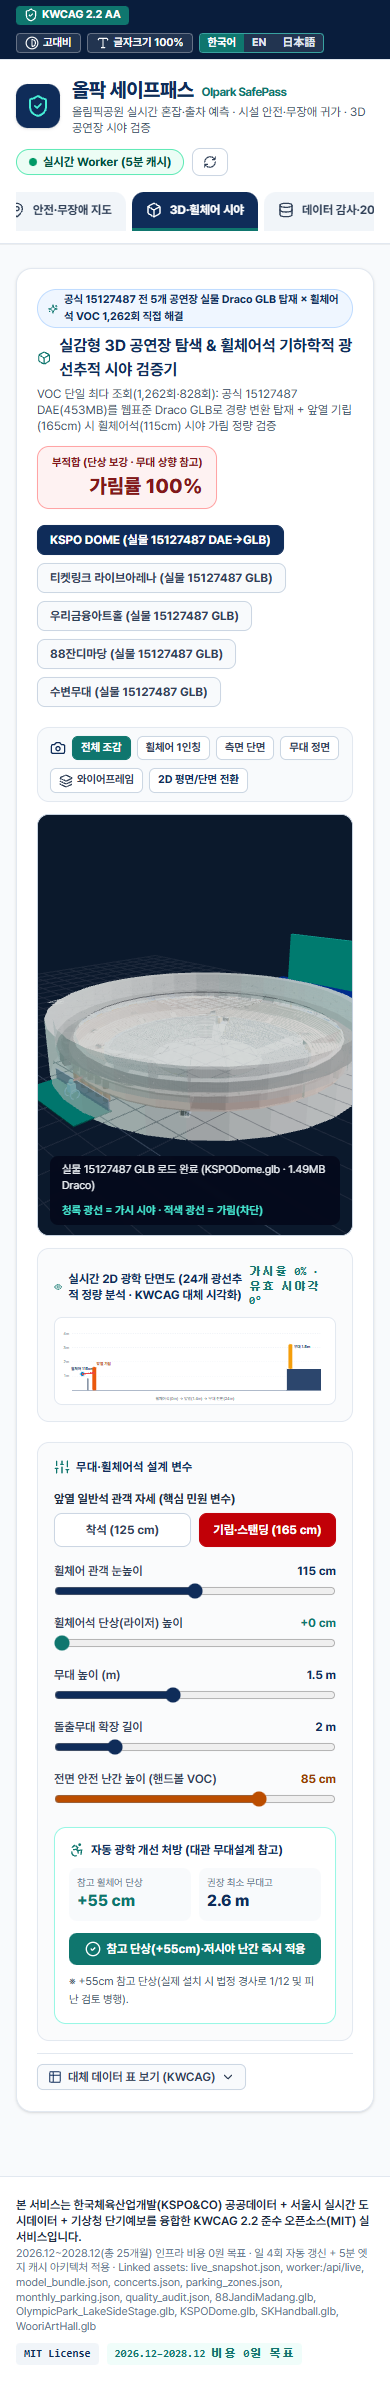 KWCAG 2.2 AA
고대비
글자크기 100%
한국어
EN
日本語
올팍 세이프패스 Olpark SafePass
올림픽공원 실시간 혼잡·출차 예측 · 시설 안전·무장애 귀가 · 3D
공연장 시야 검증
실시간 Worker (5분 캐시)
안전·무장애 지도
3D·휠체어 시야
데이터 감사·20
공식 15127487 전 5개 공연장 실물 Draco GLB 탑재 × 휠체어
석 VOC 1,262회 직접 해결
실감형 3D 공연장 탐색 & 휠체어석 기하학적 광
선추적 시야 검증기
VOC 단일 최다 조회(1,262회·828회): 공식 15127487
DAE(453MB)를 웹표준 Draco GLB로 경량 변환 탑재 + 앞열 기립
(165cm) 시 휠체어석(115cm) 시야 가림 정량 검증
부적합 (단상 보강 · 무대 상향 참고)
가림률 100%
KSPO DOME (실물 15127487 DAE→GLB)
티켓링크 라이브아레나 (실물 15127487 GLB)
우리금융아트홀 (실물 15127487 GLB)
88잔디마당 (실물 15127487 GLB)
수변무대 (실물 15127487 GLB)
전체 조감
휠체어 1인칭
측면 단면
무대 정면
와이어프레임
2D 평면/단면 전환
실물 15127487 GLB 로드 완료 (KSPODome.glb · 1.49MB
Draco)
청록 광선 = 가시 시야 · 적색 광선 = 가림(차단)
실시간 2D 광학 단면도 (24개 광선추
적 정량 분석 · KWCAG 대체 시각화)
가시율 0% ·
유효 시야각
0°
무대·휠체어석 설계 변수
앞열 일반석 관객 자세 (핵심 민원 변수)
착석 (125 cm)
기립·스탠딩 (165 cm)
휠체어 관객 눈높이 115 cm
휠체어석 단상(라이저) 높이 +0 cm
무대 높이 (m) 1.5 m
돌출무대 확장 길이 2 m
전면 안전 난간 높이 (핸드볼 VOC) 85 cm
자동 광학 개선 처방 (대관 무대설계 참고)
참고 휠체어 단상
+55 cm
권장 최소 무대고
2.6 m
참고 단상(+55cm)·저시야 난간 즉시 적용
※ +55cm 참고 단상(실제 설치 시 법정 경사로 1/12 및 피
난 검토 병행).
대체 데이터 표 보기 (KWCAG)
본 서비스는 한국체육산업개발(KSPO&CO) 공공데이터 + 서울시 실시간 도
시데이터 + 기상청 단기예보를 융합한 KWCAG 2.2 준수 오픈소스(MIT) 실
서비스입니다.
2026.12~2028.12(총 25개월) 인프라 비용 0원 목표 · 일 4회 자동 갱신 + 5분 엣
지 캐시 아키텍처 적용 · Linked assets: live_snapshot.json, worker:/api/live,
model_bundle.json, concerts.json, parking_zones.json,
monthly_parking.json, quality_audit.json, 88JandiMadang.glb,
OlympicPark_LakeSideStage.glb, KSPODome.glb, SKHandball.glb,
WooriArtHall.glb
MIT License
2026.12–2028.12 비용 0원 목표